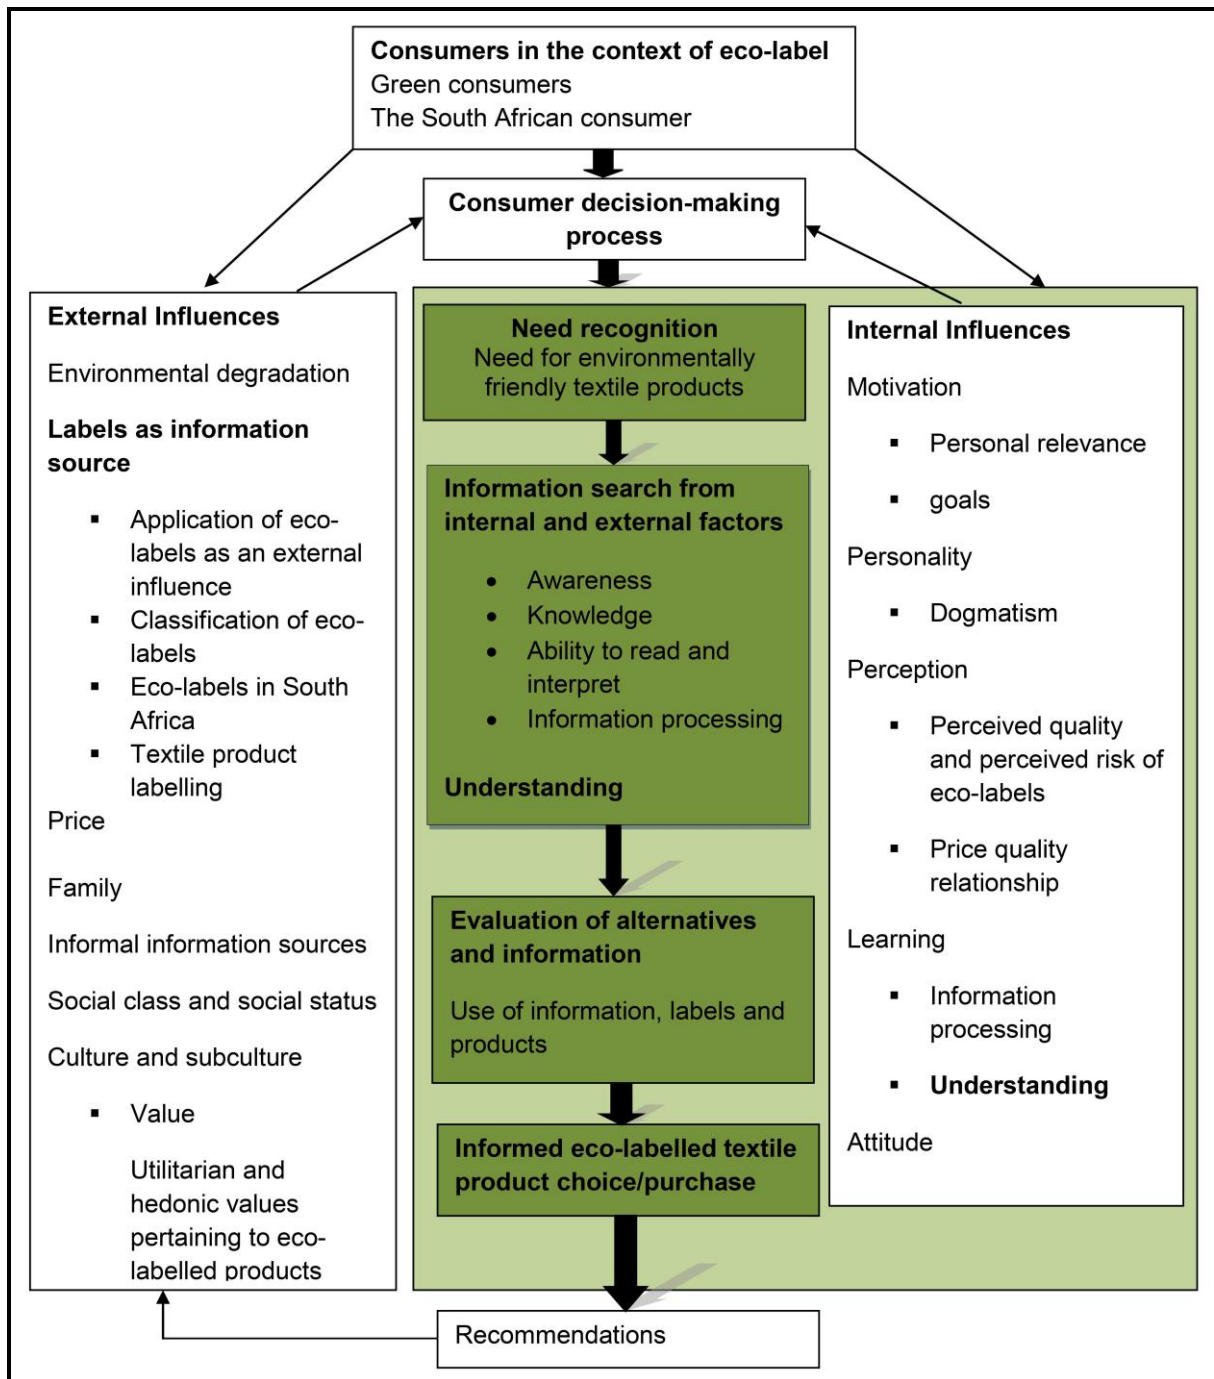 Consumers in the context of eco-label
Green consumers
The South African consumer
Consumer decision-making
process
External Influences
Environmental degradation
Labels as information
source
▪ Application of eco-
labels as an external
influence
▪ Classification of eco-
labels
▪ Eco-labels in South
Africa
▪ Textile product
labelling
Price
Family
Informal information sources
Social class and social status
Culture and subculture
▪ Value
Utilitarian and
hedonic values
pertaining to eco-
labelled products
Need recognition
Need for environmentally
friendly textile products
Information search from
internal and external factors
• Awareness
• Knowledge
• Ability to read and
interpret
• Information processing
Understanding
Evaluation of alternatives
and information
Use of information, labels and
products
Informed eco-labelled textile
product choice/purchase
Internal Influences
Motivation
▪ Personal relevance
▪ goals
Personality
▪ Dogmatism
Perception
▪ Perceived quality
and perceived risk of
eco-labels
▪ Price quality
relationship
Learning
▪ Information
processing
▪ Understanding
Attitude
Recommendations